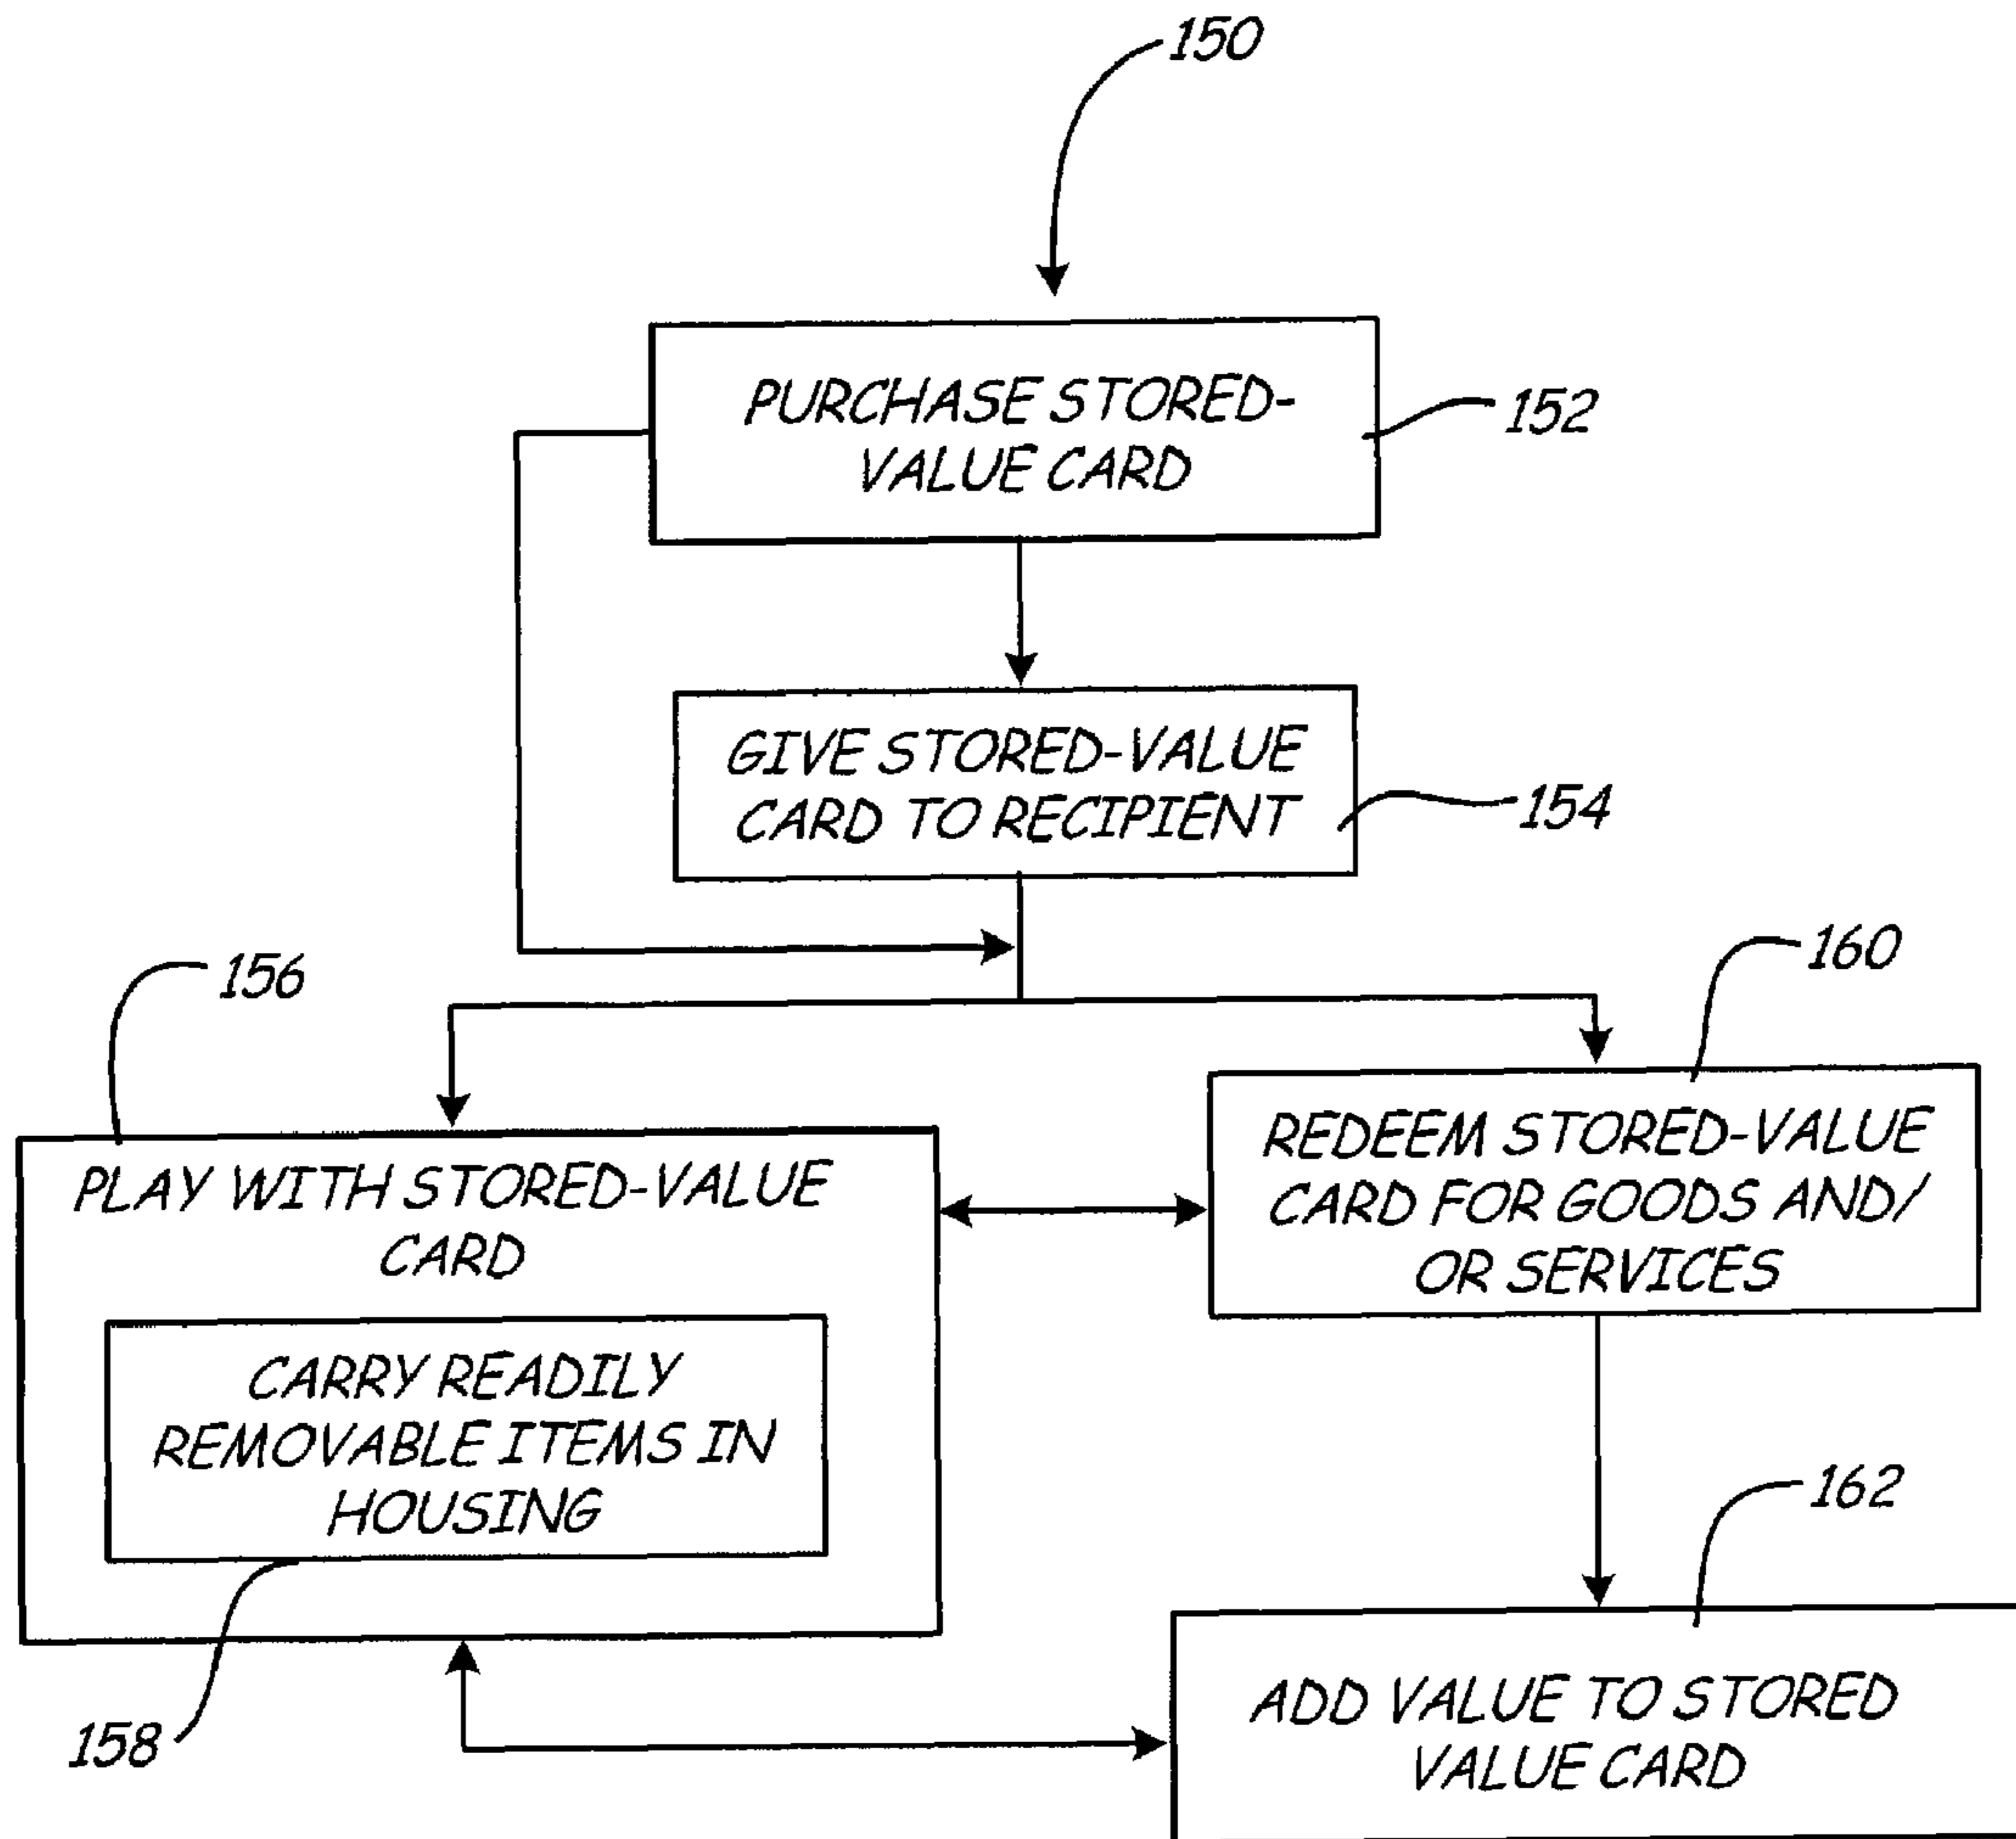 150
PURCHASE STORED-
VALUE CARD
152
GIVE STORED-VALUE
CARD TO RECIPIENT
154
156
160
PLAY WITH STORED-VALUE
CARD
REDEEM STORED-VALUE
CARD FOR GOODS AND/
OR SERVICES
CARRY READILY
REMOVABLE ITEMS IN
HOUSING
158
162
ADD VALUE TO STORED
VALUE CARD